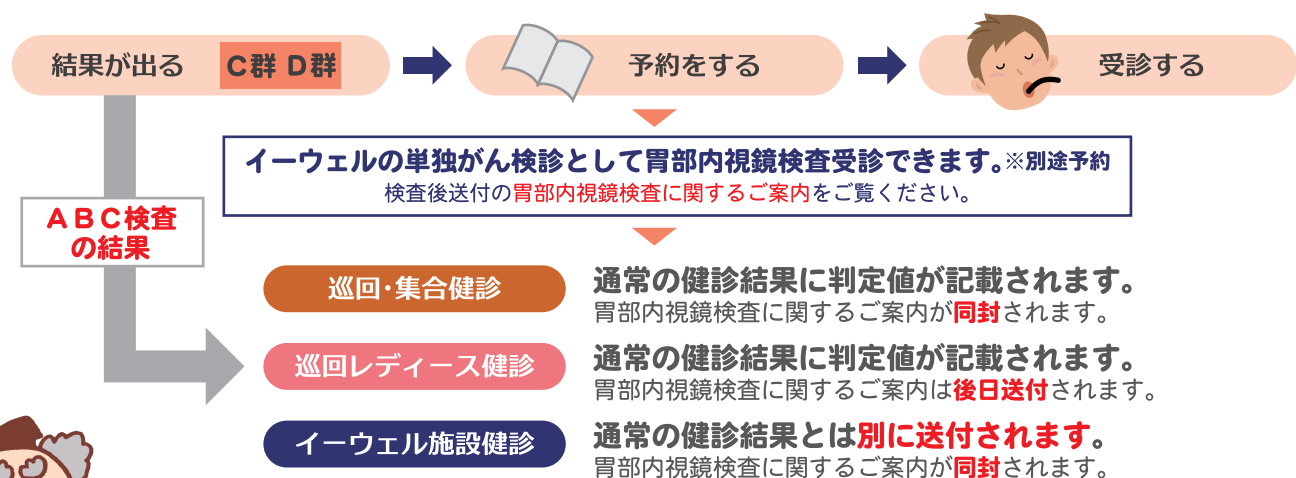 結果が出る C群 D群 予約をする 受診する
イーウェルの単独がん検診として胃部内視鏡検査受診できます。※別途予約
検査後送付の胃部内視鏡検査に関するご案内をご覧ください。
ABC検査
の結果
巡回・集合健診
通常の健診結果に判定値が記載されます。
胃部内視鏡検査に関するご案内が同封されます。
巡回レディース健診
通常の健診結果に判定値が記載されます。
胃部内視鏡検査に関するご案内は後日送付されます。
イーウェル施設健診
通常の健診結果とは別に送付されます。
胃部内視鏡検査に関するご案内が同封されます。